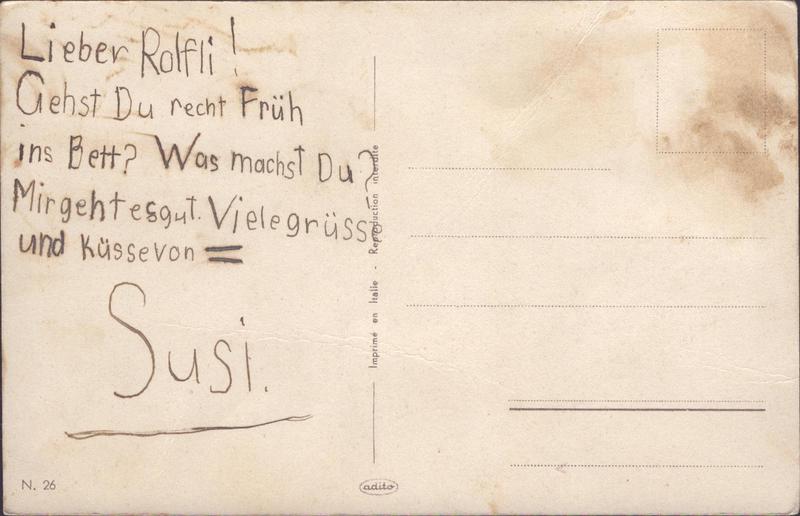 Lieber Rolfli!
Gehst Du recht Früh
ins Bett? Was machst Du?
Mirgehtesgut. Vielegrüsse
und Küssevon =
Susi.
Imprimé en Italie - Reproduction interdite
N. 26
adito